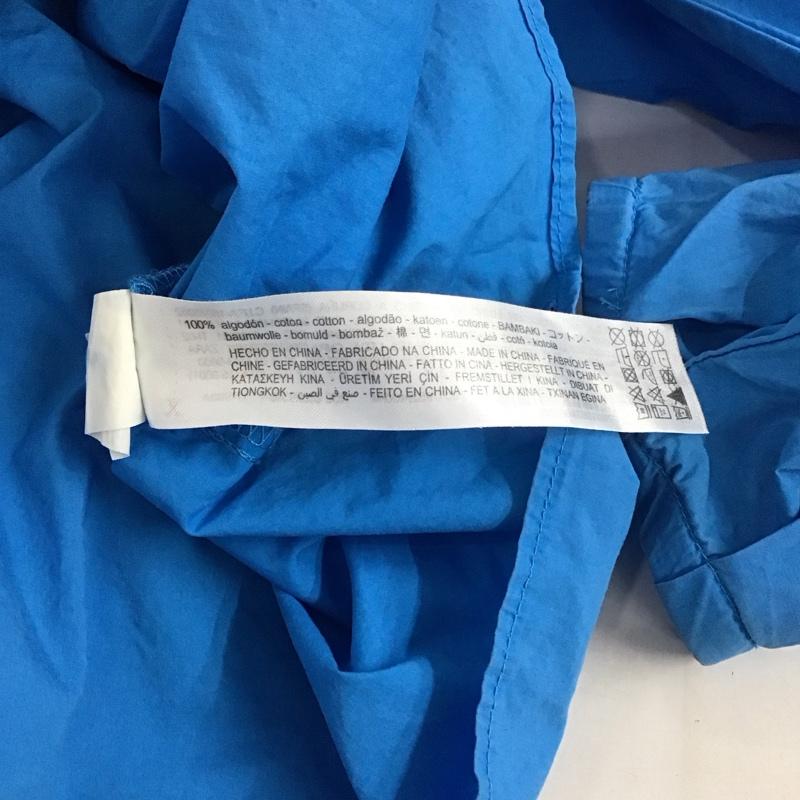 100% algodón - coton - cotton - algodão - katoen - cotone - BAMBAKI - コットン -
baumwolle - bomuld - bombaž - 棉 - 면 - katun - قطن - coth - kotoia
HECHO EN CHINA - FABRICADO NA CHINA - MADE IN CHINA - FABRIQUÉ EN
CHINE - GEFABRICEERD IN CHINA - FATTO IN CINA - HERGESTELLT IN CHINA -
ΚΑΤΑΣΚΕΥΗ ΚΙΝΑ - ÜRETİM YERİ ÇİN - FREMSTILLET I KINA - DIBUAT DI
TIONGKOK - صنع في الصين - FEITO EN CHINA - FET A LA XINA - TXINAN EGINA